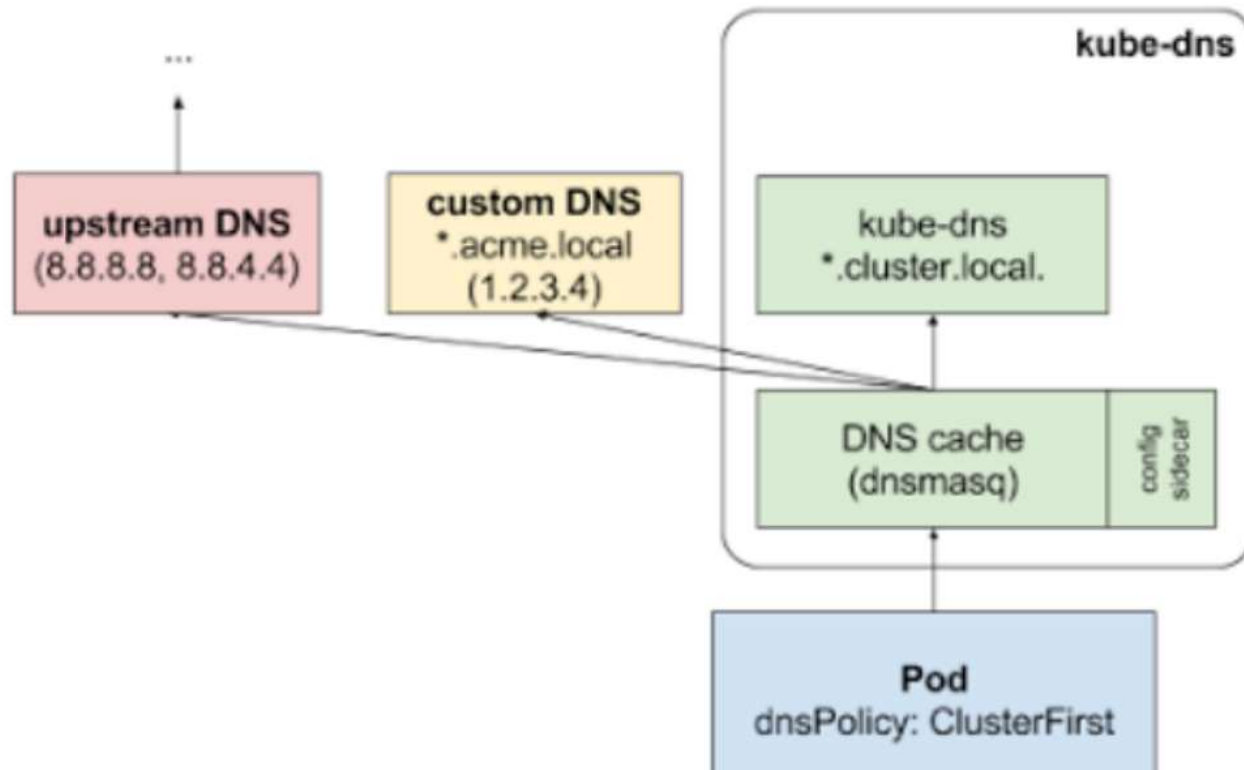 kube-dns
...
upstream DNS
(8.8.8.8, 8.8.4.4)
custom DNS
*.acme.local
(1.2.3.4)
kube-dns
*.cluster.local.
DNS cache
(dnsmasq)
config
sidecar
Pod
dnsPolicy: ClusterFirst